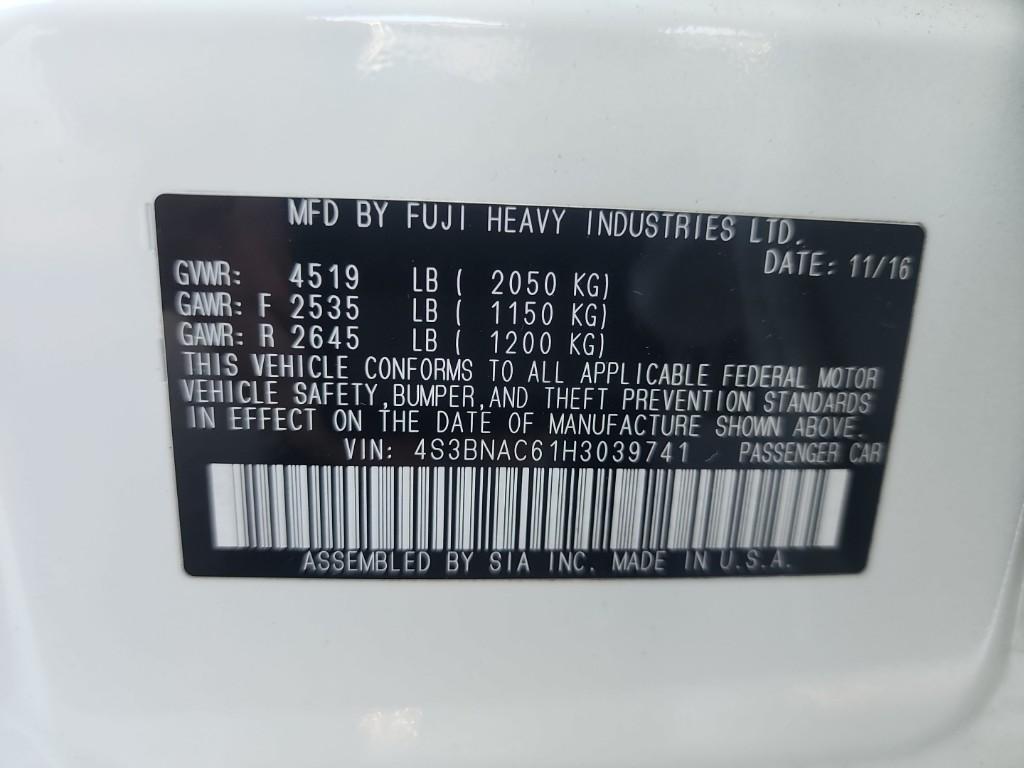 MFD BY FUJI HEAVY INDUSTRIES LTD.
DATE: 11/16
GVWR: 4519 LB ( 2050 KG)
GAWR: F 2535 LB ( 1150 KG)
GAWR: R 2645 LB ( 1200 KG)
THIS VEHICLE CONFORMS TO ALL APPLICABLE FEDERAL MOTOR
VEHICLE SAFETY,BUMPER,AND THEFT PREVENTION STANDARDS
IN EFFECT ON THE DATE OF MANUFACTURE SHOWN ABOVE.
VIN: 4S3BNAC61H3039741 PASSENGER CAR
ASSEMBLED BY SIA INC. MADE IN U.S.A.